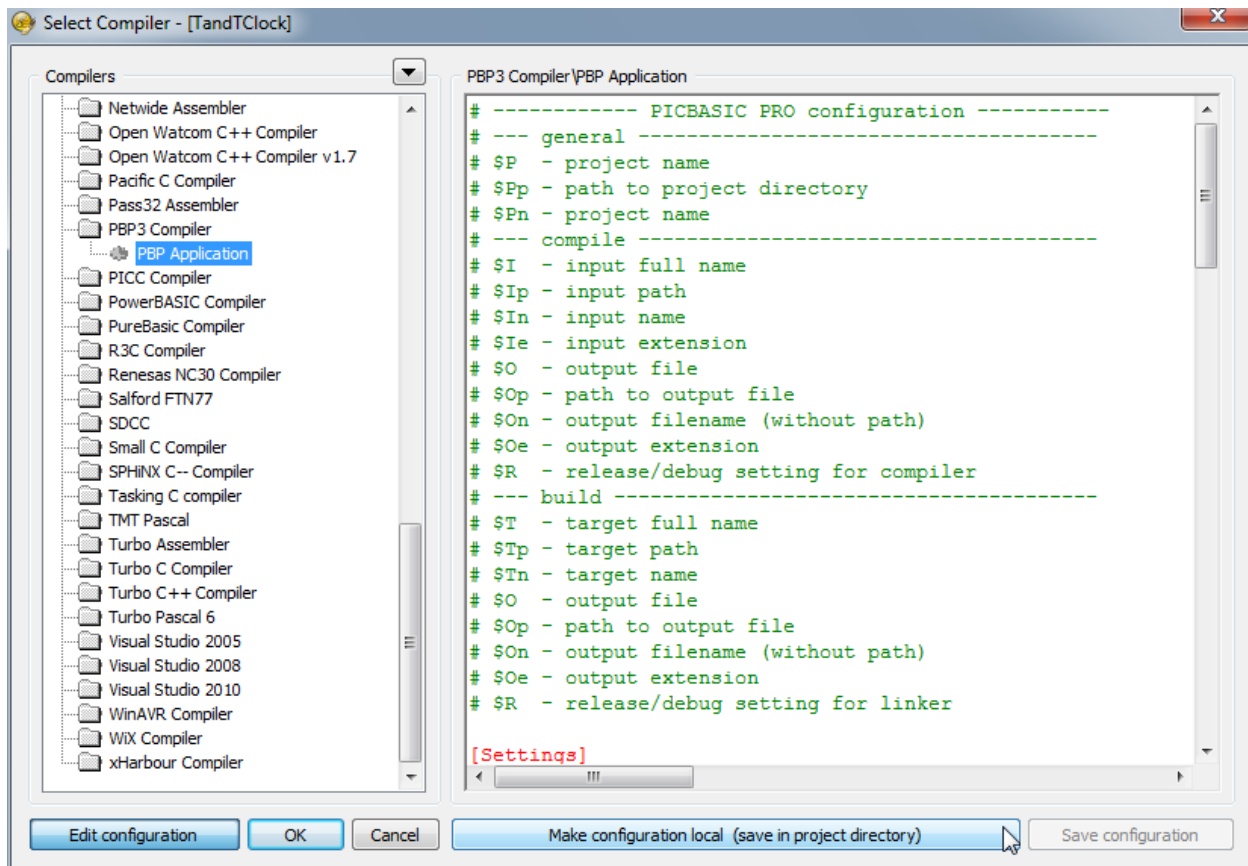 Select Compiler - [TandTClock]
Compilers
Netwide Assembler
Open Watcom C++ Compiler
Open Watcom C++ Compiler v1.7
Pacific C Compiler
Pass32 Assembler
PBP3 Compiler
PBP Application
PICC Compiler
PowerBASIC Compiler
PureBasic Compiler
R3C Compiler
Renesas NC30 Compiler
Salford FTN77
SDCC
Small C Compiler
SPHiNX C-- Compiler
Tasking C compiler
TMT Pascal
Turbo Assembler
Turbo C Compiler
Turbo C++ Compiler
Turbo Pascal 6
Visual Studio 2005
Visual Studio 2008
Visual Studio 2010
WinAVR Compiler
WiX Compiler
xHarbour Compiler
PBP3 Compiler\PBP Application
# ------------ PICBASIC PRO configuration -----------
# --- general --------------------------------------
# $P  - project name
# $Pp - path to project directory
# $Pn - project name
# --- compile --------------------------------------
# $I  - input full name
# $Ip - input path
# $In - input name
# $Ie - input extension
# $O  - output file
# $Op - path to output file
# $On - output filename (without path)
# $Oe - output extension
# $R  - release/debug setting for compiler
# --- build ----------------------------------------
# $T  - target full name
# $Tp - target path
# $Tn - target name
# $O  - output file
# $Op - path to output file
# $On - output filename (without path)
# $Oe - output extension
# $R  - release/debug setting for linker
[Settings]
Edit configuration
OK
Cancel
Make configuration local (save in project directory)
Save configuration